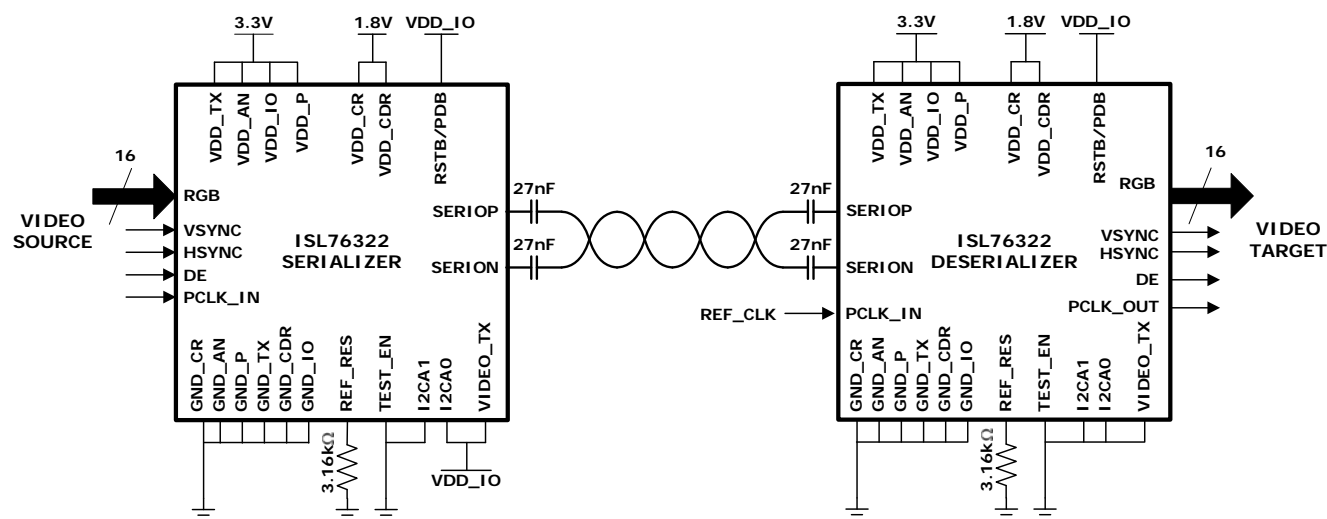 3.3V 1.8V VDD_IO
VDD_TX
VDD_AN
VDD_IO
VDD_P
VDD_CR
VDD_CDR
RSTB/PDB
16
RGB
VIDEO
SOURCE
VSYNC
HSYNC
DE
PCLK_IN
ISL76322
SERIALIZER
SERIOP
SERION
27nF
27nF
GND_CR
GND_AN
GND_P
GND_TX
GND_CDR
GND_IO
REF_RES
TEST_EN
I2CA1
I2CA0
VIDEO_TX
3.16kΩ
VDD_IO
27nF
27nF
3.3V 1.8V VDD_IO
VDD_TX
VDD_AN
VDD_IO
VDD_P
VDD_CR
VDD_CDR
RSTB/PDB
SERIOP
SERION
ISL76322
DESERIALIZER
REF_CLK
PCLK_IN
RGB
16
VSYNC
HSYNC
DE
PCLK_OUT
VIDEO
TARGET
GND_CR
GND_AN
GND_P
GND_TX
GND_CDR
GND_IO
REF_RES
TEST_EN
I2CA1
I2CA0
VIDEO_TX
3.16kΩ